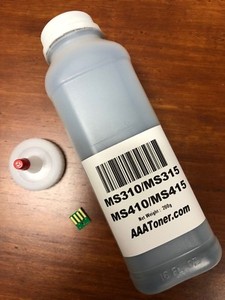 MS310/MS315
MS410/MS415
Net Weight - 200g
AAAToner.com